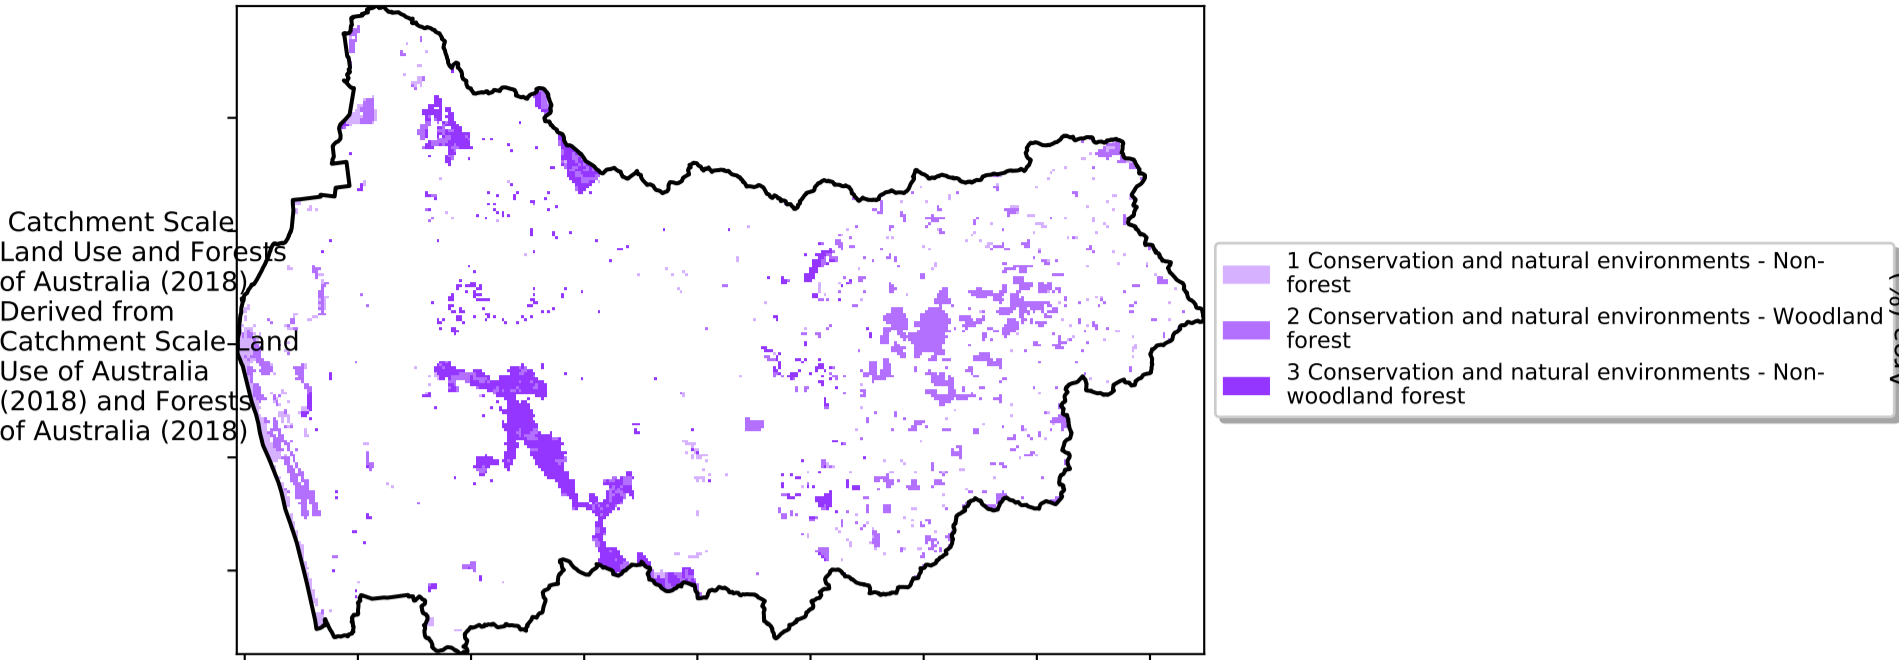 Catchment Scale
Land Use and Forests
of Australia (2018)
Derived from
Catchment Scale Land
Use of Australia
(2018) and Forests
of Australia (2018)
1 Conservation and natural environments - Non-
forest
2 Conservation and natural environments - Woodland
forest
3 Conservation and natural environments - Non-
woodland forest